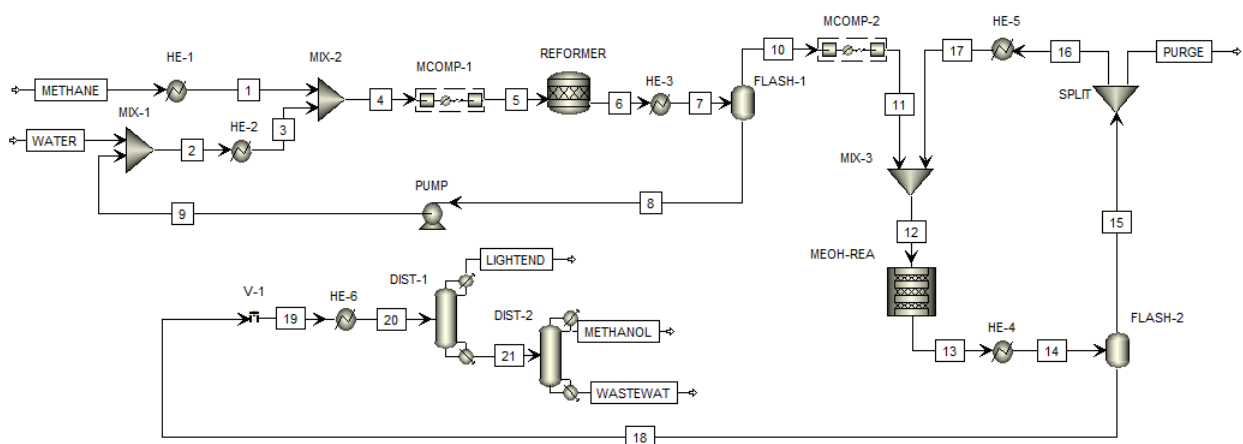 MCOMP-2
HE-5
10
17
16
PURGE
HE-1
MIX-2
MCOMP-1
REFORMER
HE-3
FLASH-1
METHANE
1
4
5
6
7
SPLIT
MIX-1
HE-2
3
11
WATER
2
MIX-3
PUMP
8
9
15
12
MEOH-REA
LIGHTEND
DIST-1
V-1
HE-6
DIST-2
19
20
METHANOL
HE-4
FLASH-2
21
13
14
WASTEWAT
18